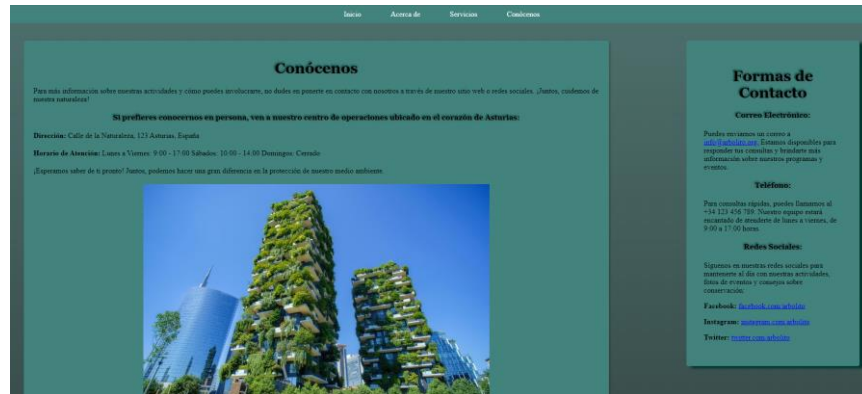 Inicio Acerca de Servicios Conócenos
Conócenos
Para más información sobre nuestras actividades y cómo puedes involucrarte, no dudes en ponerte en contacto con nosotros a través de nuestro sitio web o redes sociales. ¡Juntos, cuidemos de
nuestra naturaleza!
Si prefieres conocernos en persona, ven a nuestro centro de operaciones ubicado en el corazón de Asturias:
Dirección: Calle de la Naturaleza, 123 Asturias, España
Horario de Atención: Lunes a Viernes: 9:00 - 17:00 Sábados: 10:00 - 14:00 Domingos: Cerrado
¡Esperamos saber de ti pronto! Juntos, podemos hacer una gran diferencia en la protección de nuestro medio ambiente.
Formas de
Contacto
Correo Electrónico:
Puedes enviarnos un correo a
info@arbolito.org. Estamos disponibles para
responder tus consultas y brindarte más
información sobre nuestros programas y
eventos.
Teléfono:
Para consultas rápidas, puedes llamarnos al
+34 123 456 789. Nuestro equipo estará
encantado de atenderte de lunes a viernes, de
9:00 a 17:00 horas.
Redes Sociales:
Síguenos en nuestras redes sociales para
mantenerte al día con nuestras actividades,
fotos de eventos y consejos sobre
conservación:
Facebook: facebook.com/arbolito
Instagram: instagram.com/arbolito
Twitter: twitter.com/arbolito